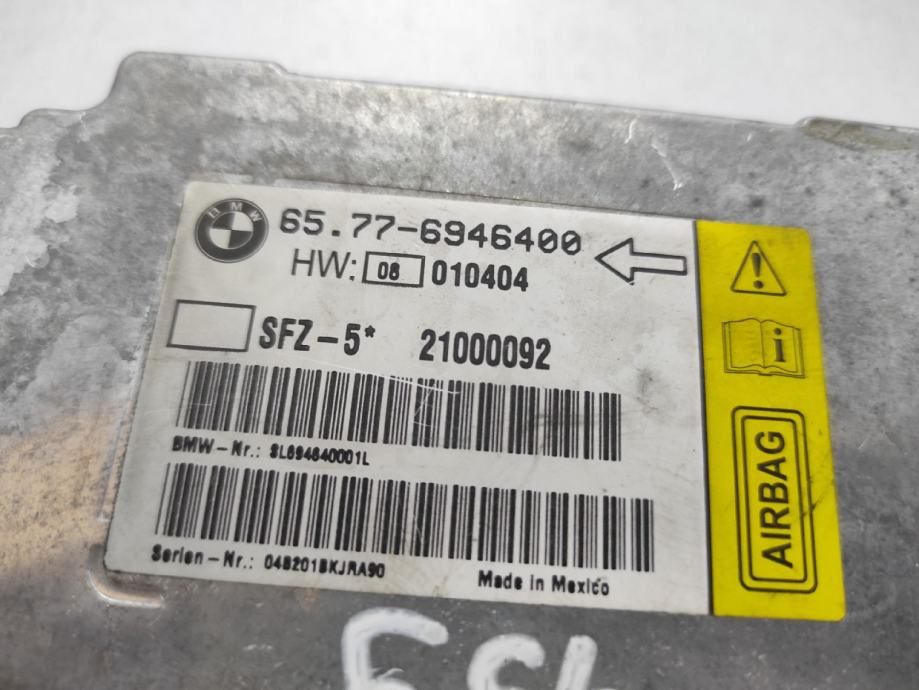 BMW
65.77-6946400
HW: 08 010404
SFZ-5* 21000092
BMW-Nr.: SL694640001L
Serien-Nr.: 
Made in Mexico
i
AIRBAG